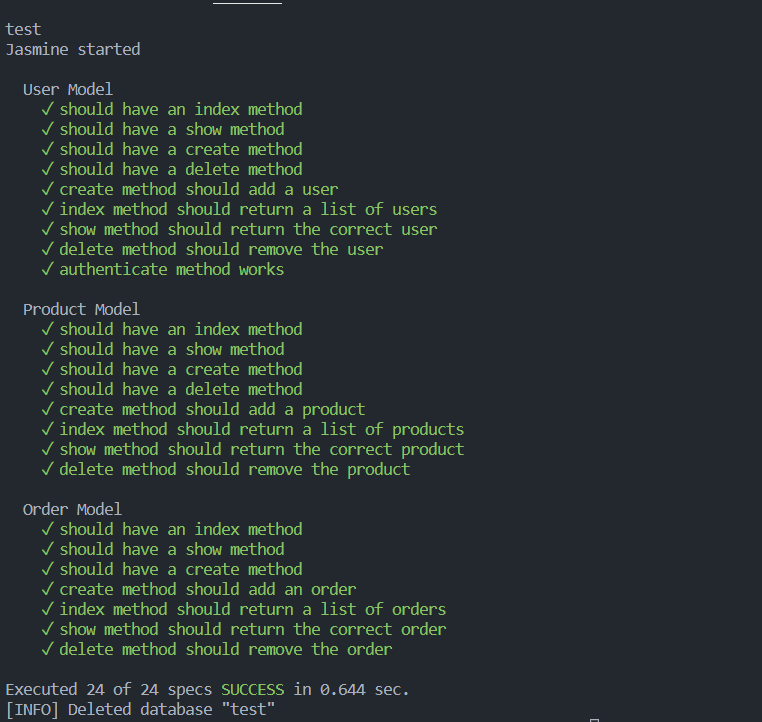 test
Jasmine started
User Model
✓ should have an index method
✓ should have a show method
✓ should have a create method
✓ should have a delete method
✓ create method should add a user
✓ index method should return a list of users
✓ show method should return the correct user
✓ delete method should remove the user
✓ authenticate method works
Product Model
✓ should have an index method
✓ should have a show method
✓ should have a create method
✓ should have a delete method
✓ create method should add a product
✓ index method should return a list of products
✓ show method should return the correct product
✓ delete method should remove the product
Order Model
✓ should have an index method
✓ should have a show method
✓ should have a create method
✓ create method should add an order
✓ index method should return a list of orders
✓ show method should return the correct order
✓ delete method should remove the order
Executed 24 of 24 specs SUCCESS in 0.644 sec.
[INFO] Deleted database "test"